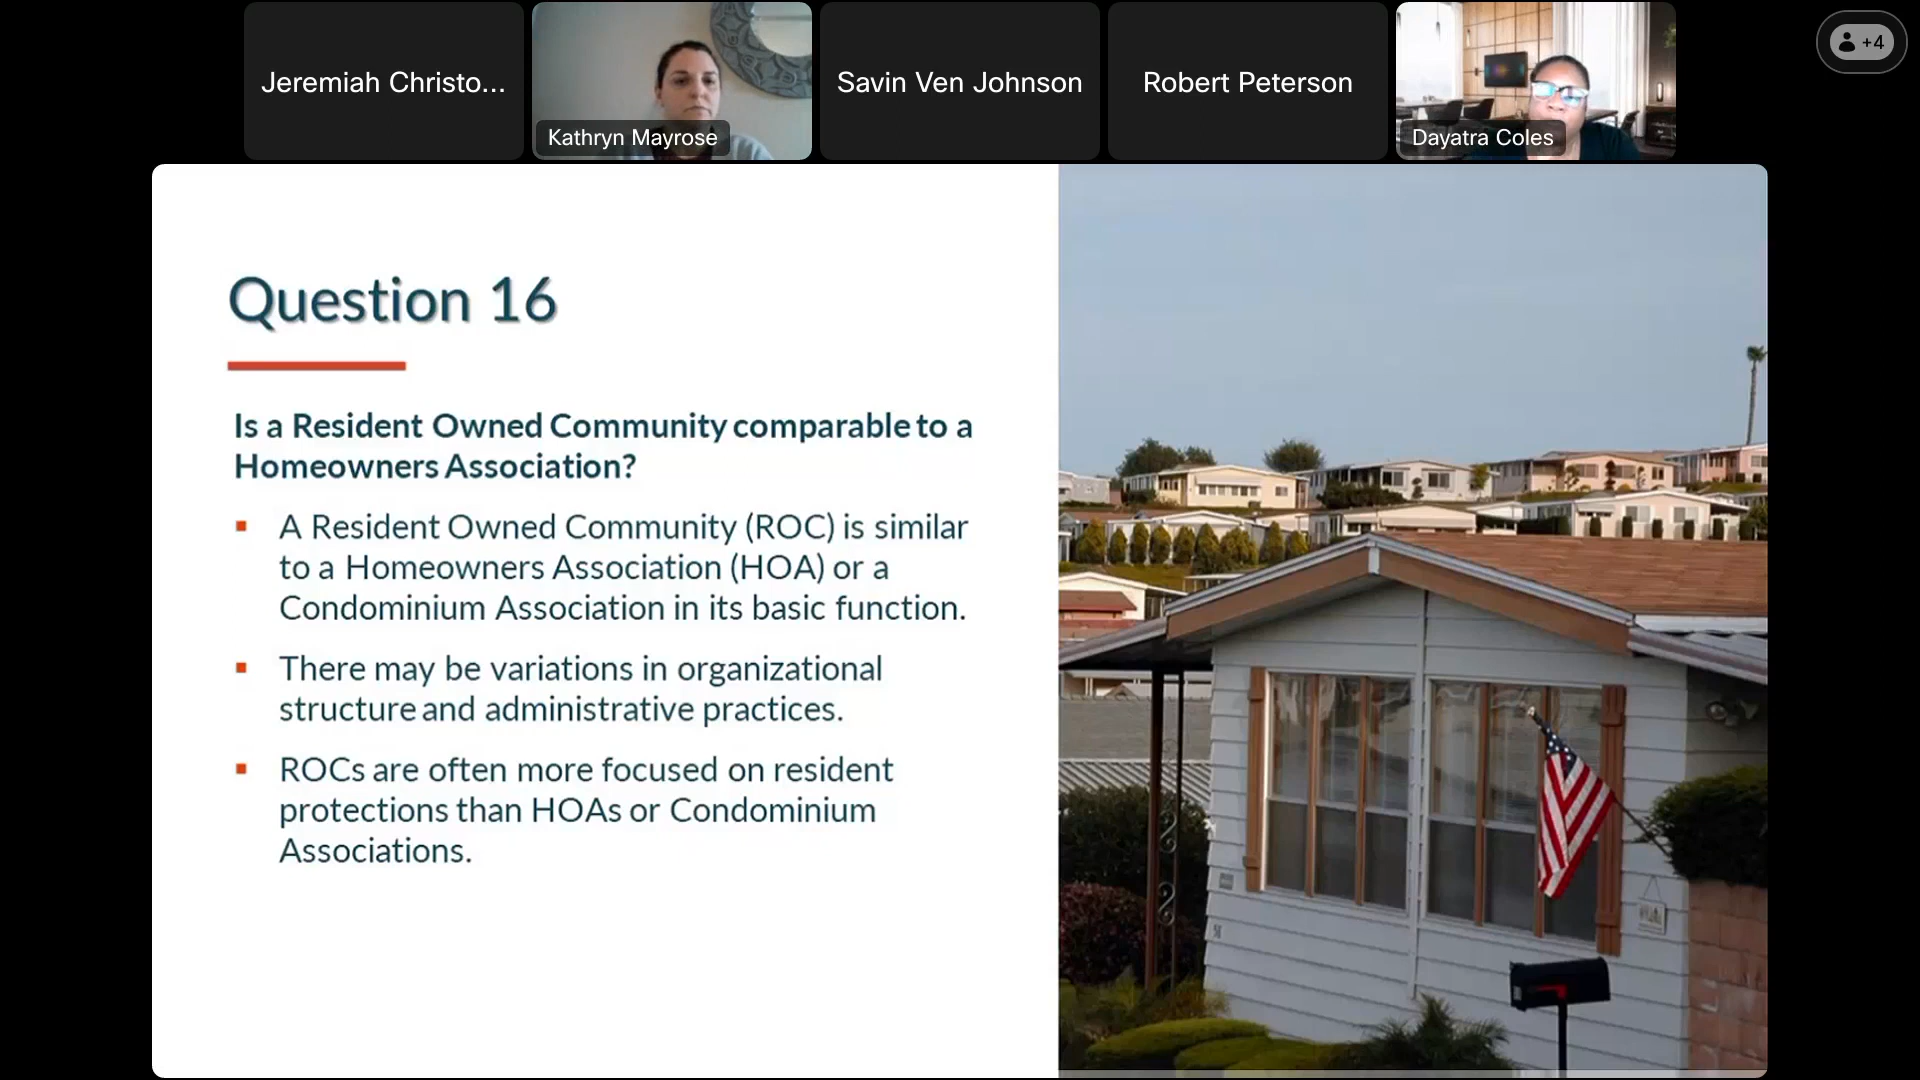 Jeremiah Christo...
Kathryn Mayrose
Savin Ven Johnson
Robert Peterson
Dayatra Coles
+4
Question 16
Is a Resident Owned Community comparable to a
Homeowners Association?
A Resident Owned Community (ROC) is similar
to a Homeowners Association (HOA) or a
Condominium Association in its basic function.
There may be variations in organizational
structure and administrative practices.
ROCs are often more focused on resident
protections than HOAs or Condominium
Associations.